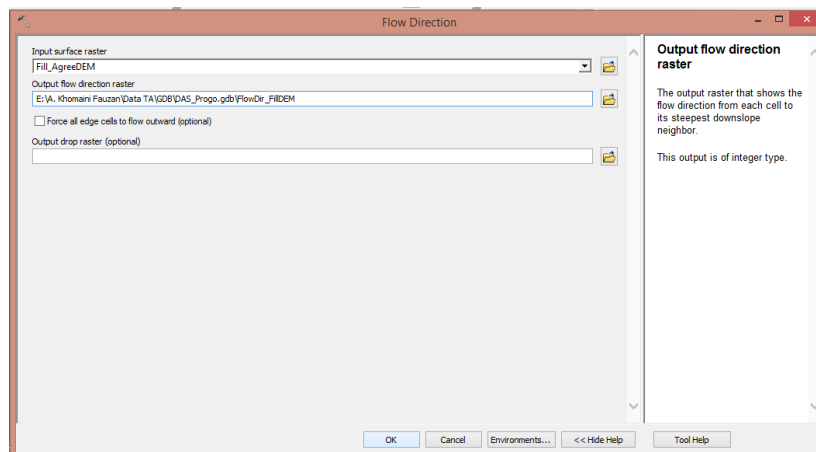 Flow Direction
Input surface raster
Fill_AgreeDEM
Output flow direction raster
E:\A. Khomaini Fauzan\Data TA\GDB\DAS_Progo.gdb\FlowDir_FillDEM
Force all edge cells to flow outward (optional)
Output drop raster (optional)
Output flow direction
raster
The output raster that shows the
flow direction from each cell to
its steepest downslope
neighbor.
This output is of integer type.
OK
Cancel
Environments...
<< Hide Help
Tool Help